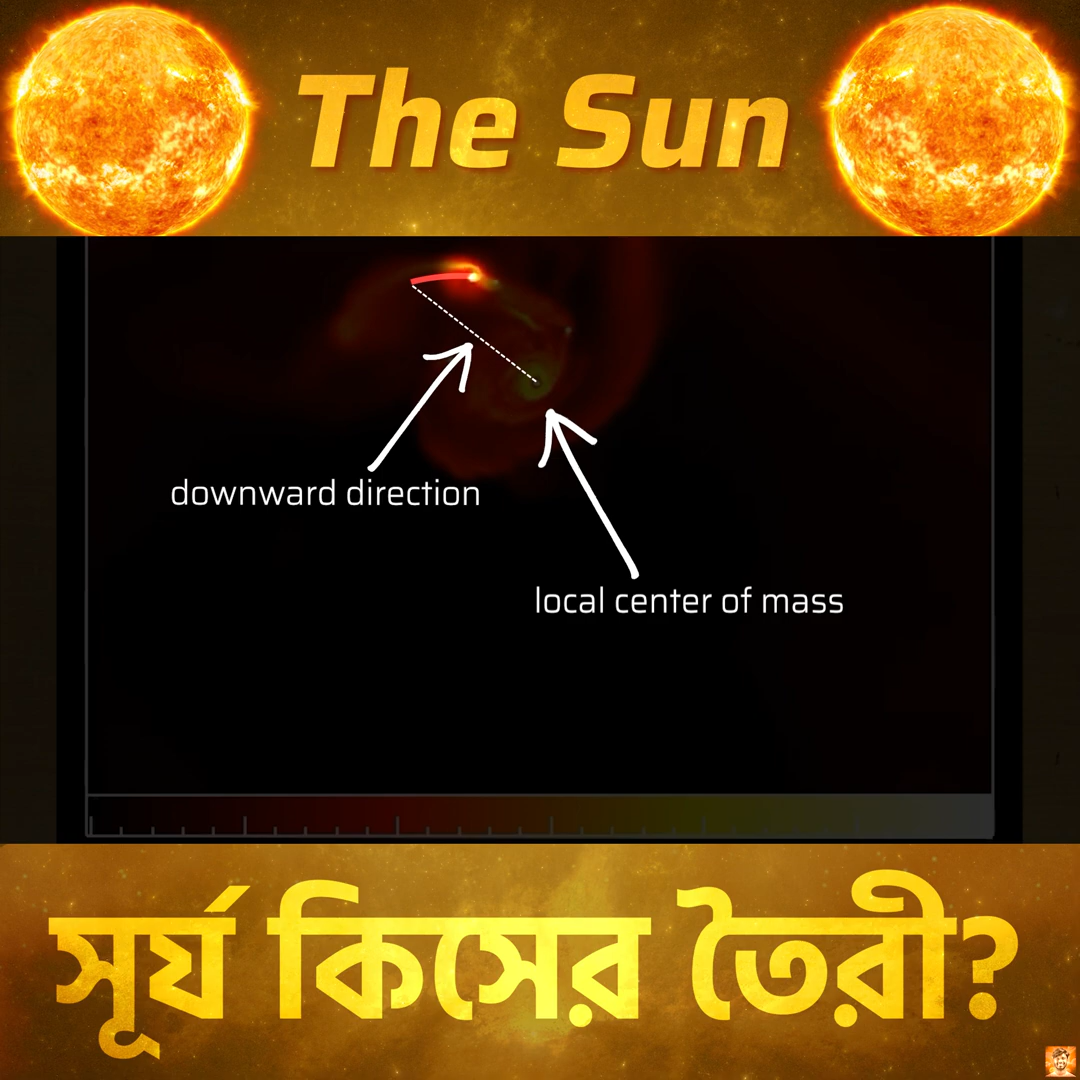 The Sun
downward direction
local center of mass
সূর্য কিসের তৈরী?